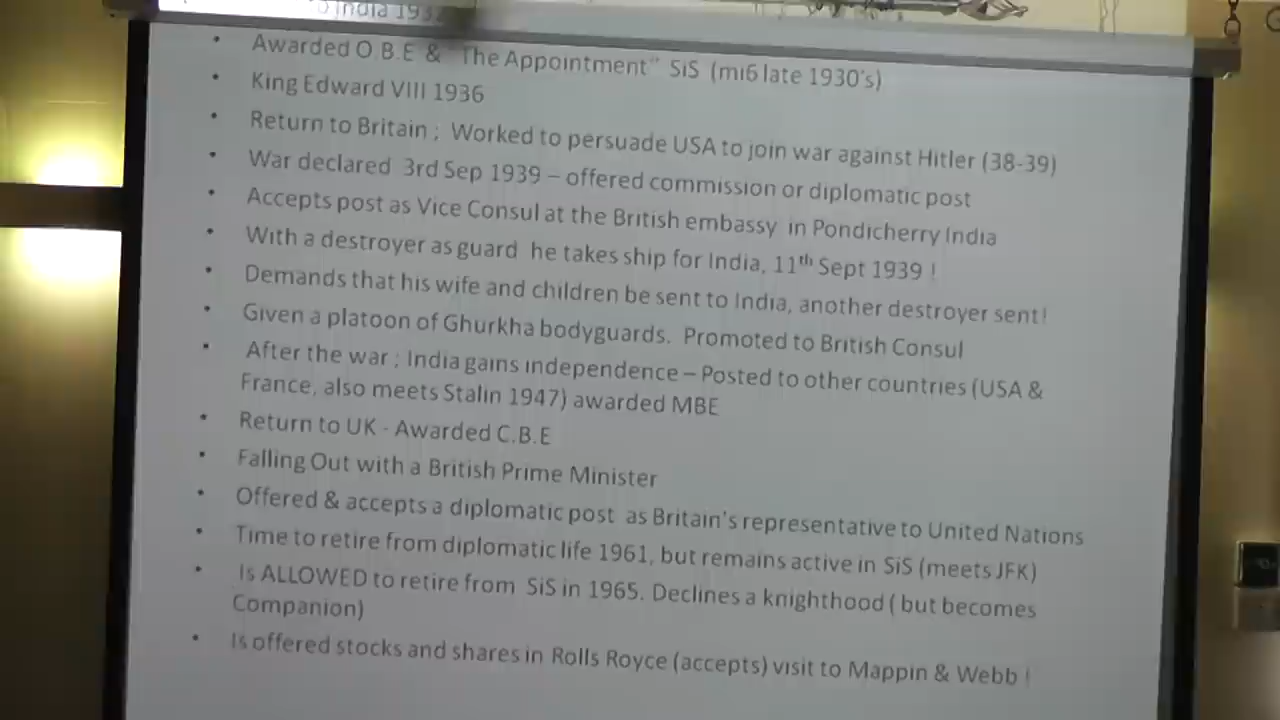 India 193
• Awarded O.B.E & The Appointment" SiS (mi6 late 1930's)
• King Edward VIII 1936
• Return to Britain ; Worked to persuade USA to join war against Hitler (38-39)
• War declared 3rd Sep 1939 – offered commission or diplomatic post
• Accepts post as Vice Consul at the British embassy in Pondicherry India
• With a destroyer as guard he takes ship for India, 11th Sept 1939 !
• Demands that his wife and children be sent to India, another destroyer sent!
• Given a platoon of Ghurkha bodyguards. Promoted to British Consul
• After the war ; India gains independence – Posted to other countries (USA &
France, also meets Stalin 1947) awarded MBE
• Return to UK - Awarded C.B.E
• Falling Out with a British Prime Minister
• Offered & accepts a diplomatic post as Britain's representative to United Nations
• Time to retire from diplomatic life 1961, but remains active in SiS (meets JFK)
• Is ALLOWED to retire from SiS in 1965. Declines a knighthood ( but becomes
Companion)
• Is offered stocks and shares in Rolls Royce (accepts) visit to Mappin & Webb !